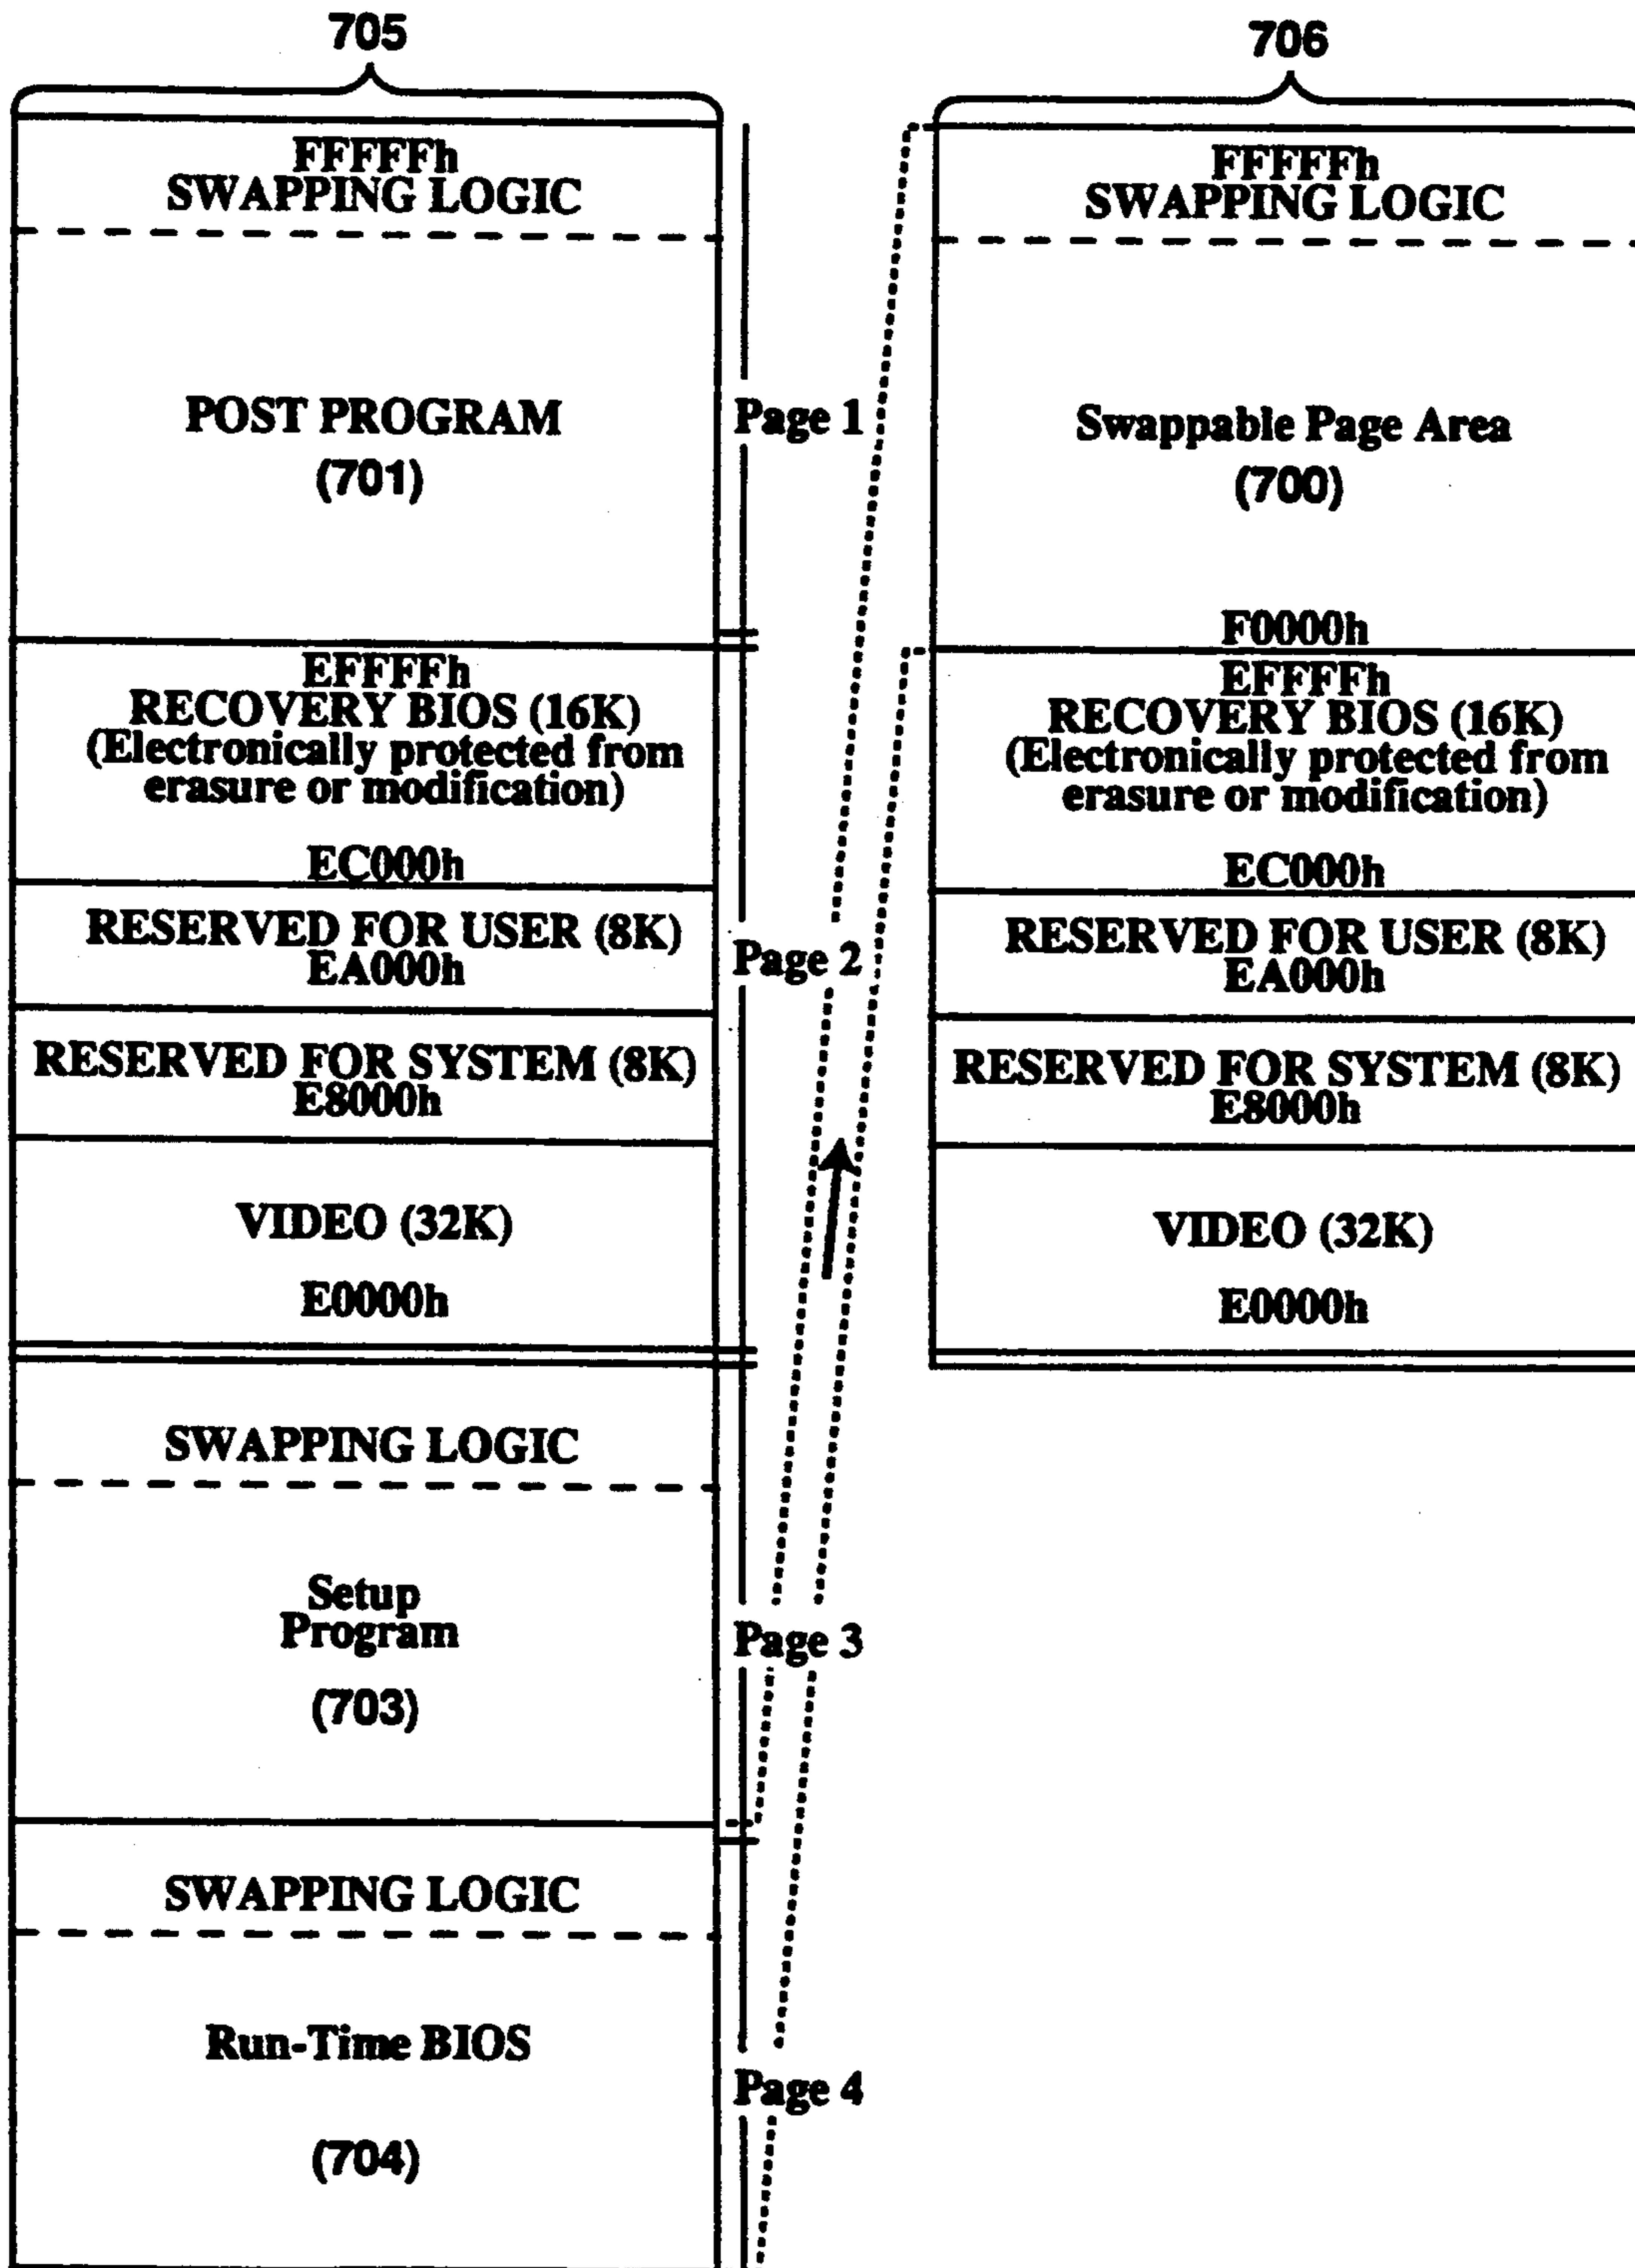 705
FFFFFh
SWAPPING LOGIC
POST PROGRAM
(701)
Page 1
EFFFFh
RECOVERY BIOS (16K)
(Electronically protected from
erasure or modification)
EC000h
RESERVED FOR USER (8K)
EA000h
Page 2
RESERVED FOR SYSTEM (8K)
E8000h
VIDEO (32K)
E0000h
SWAPPING LOGIC
Setup
Program
(703)
Page 3
SWAPPING LOGIC
Run-Time BIOS
(704)
Page 4
706
FFFFFh
SWAPPING LOGIC
Swappable Page Area
(700)
F0000h
EFFFFh
RECOVERY BIOS (16K)
(Electronically protected from
erasure or modification)
EC000h
RESERVED FOR USER (8K)
EA000h
RESERVED FOR SYSTEM (8K)
E8000h
VIDEO (32K)
E0000h